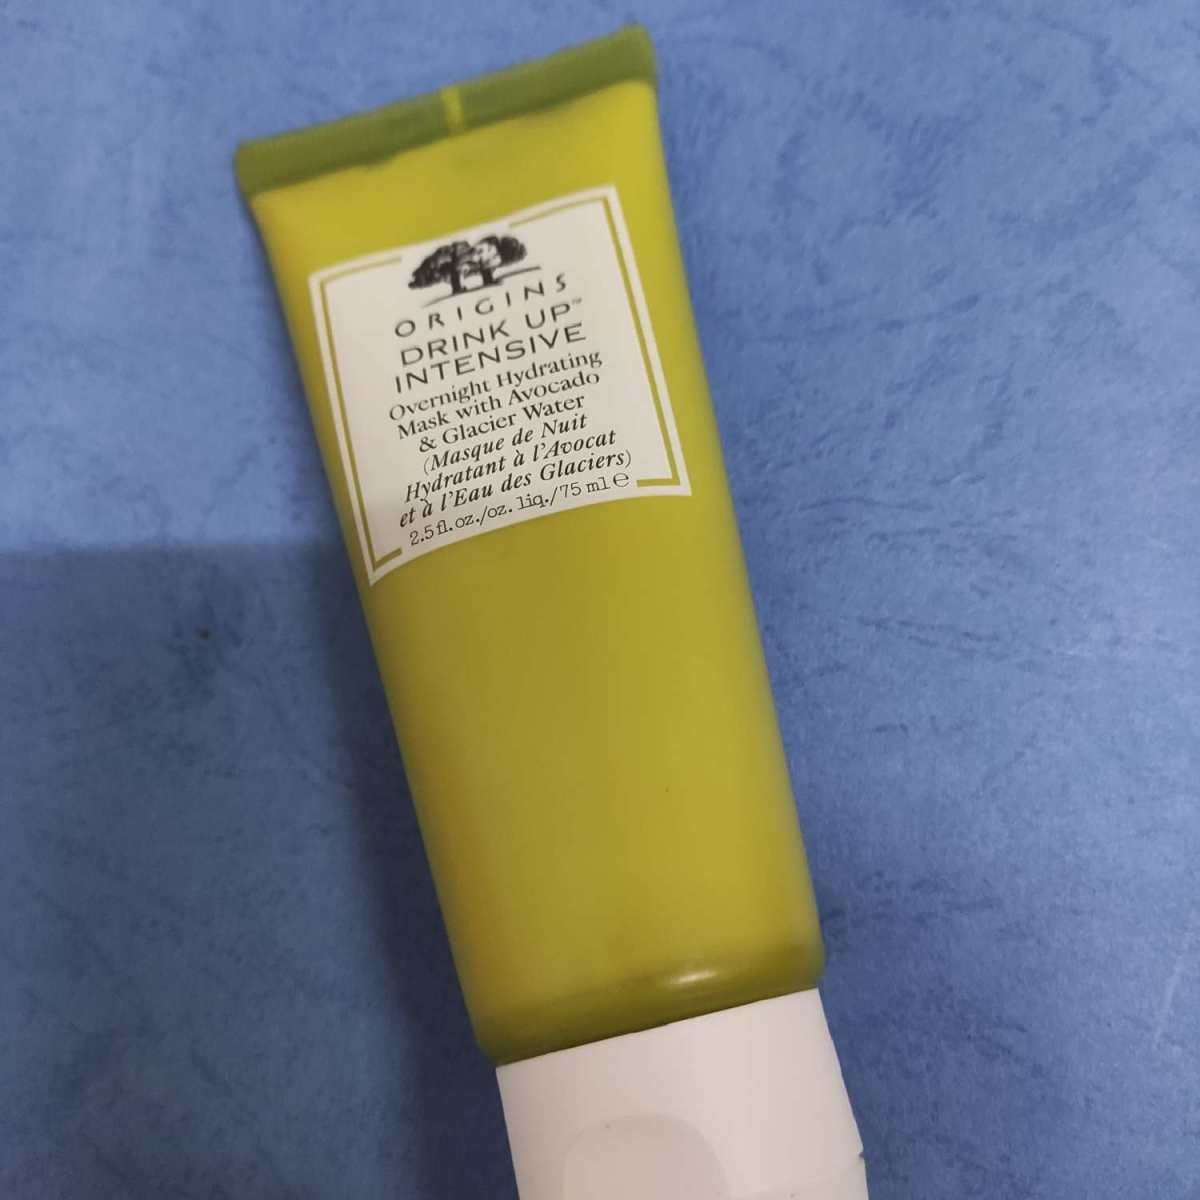 ORIGINS
DRINK UP™
INTENSIVE
Overnight Hydrating
Mask with Avocado
& Glacier Water
(Masque de Nuit
Hydratant à l'Avocat
et à l'Eau des Glaciers)
2.5 fl. oz./oz. liq./75 ml ℮